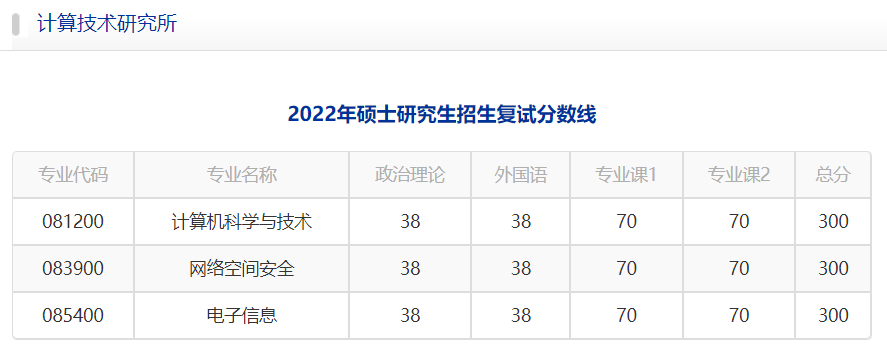 计算技术研究所
2022年硕士研究生招生复试分数线
专业代码 专业名称 政治理论 外国语 专业课1 专业课2 总分
081200 计算机科学与技术 38 38 70 70 300
083900 网络空间安全 38 38 70 70 300
085400 电子信息 38 38 70 70 300